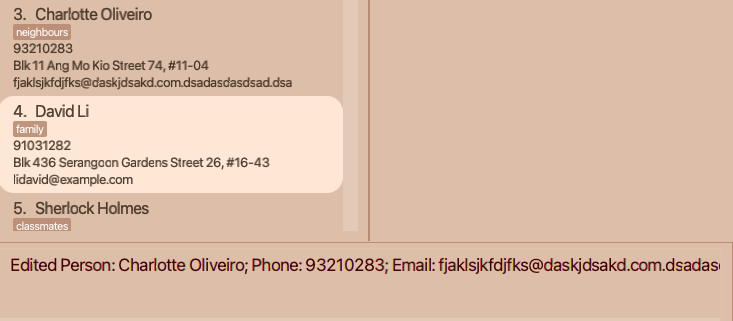 3. Charlotte Oliveiro
neighbours
93210283
Blk 11 Ang Mo Kio Street 74, #11-04
fjaklsjkfdjfks@daskjdsakd.com.dsadasdasdsad.dsa
4. David Li
family
91031282
Blk 436 Serangoon Gardens Street 26, #16-43
lidavid@example.com
5. Sherlock Holmes
classmates
Edited Person: Charlotte Oliveiro; Phone: 93210283; Email: fjaklsjkfdjfks@daskjdsakd.com.dsadas